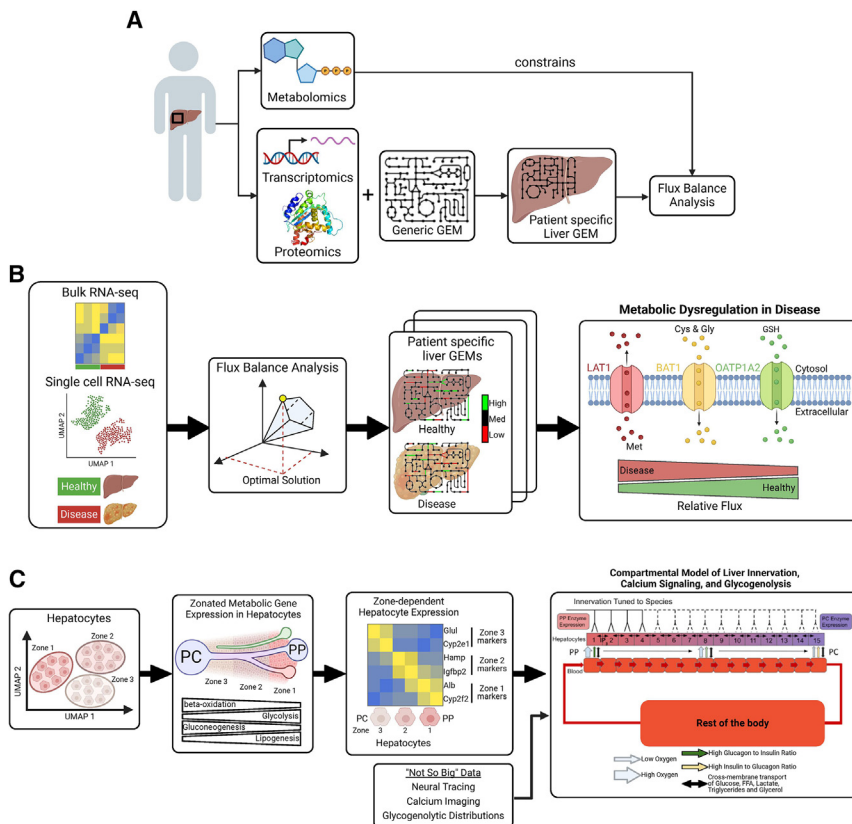 A
Metabolomics
constrains
Transcriptomics
Proteomics
+
Generic GEM
Patient specific
Liver GEM
Flux Balance
Analysis
B
Bulk RNA-seq
Single cell RNA-seq
UMAP 2
UMAP 1
Healthy
Disease
Flux Balance Analysis
Optimal Solution
Patient specific
liver GEMs
High
Med
Low
Healthy
Disease
Metabolic Dysregulation in Disease
Cys & Gly
GSH
Met
LAT1
BAT1
OATP1A2
Cytosol
Extracellular
Met
Disease
Healthy
Relative Flux
C
Hepatocytes
Zone 1
Zone 2
Zone 3
UMAP 2
UMAP 1
Zonated Metabolic Gene
Expression in Hepatocytes
PC
PP
Zone 3
Zone 2
Zone 1
beta-oxidation
Glycolysis
Gluconeogenesis
Lipogenesis
Zone-dependent
Hepatocyte Expression
Glul
Cyp2e1
Zone 3
markers
Hamp
Igfbp2
Zone 2
markers
Alb
Cyp2f2
Zone 1
markers
PC
PP
Zone
3
2
1
Hepatocytes
"Not So Big" Data
Neural Tracing
Calcium Imaging
Glycogenolytic Distributions
Compartmental Model of Liver Innervation,
Calcium Signaling, and Glycogenolysis
Innervation Tuned to Species
PP Enzyme
Expression
PC Enzyme
Expression
Hepatocytes
1
2
3
4
5
6
7
8
9
10
11
12
13
14
15
PP
PC
Blood
Rest of the body
Low Oxygen
High Oxygen
High Glucagon to Insulin Ratio
High Insulin to Glucagon Ratio
Cross-membrane transport
of Glucose, FFA, Lactate,
Triglycerides and Glycerol